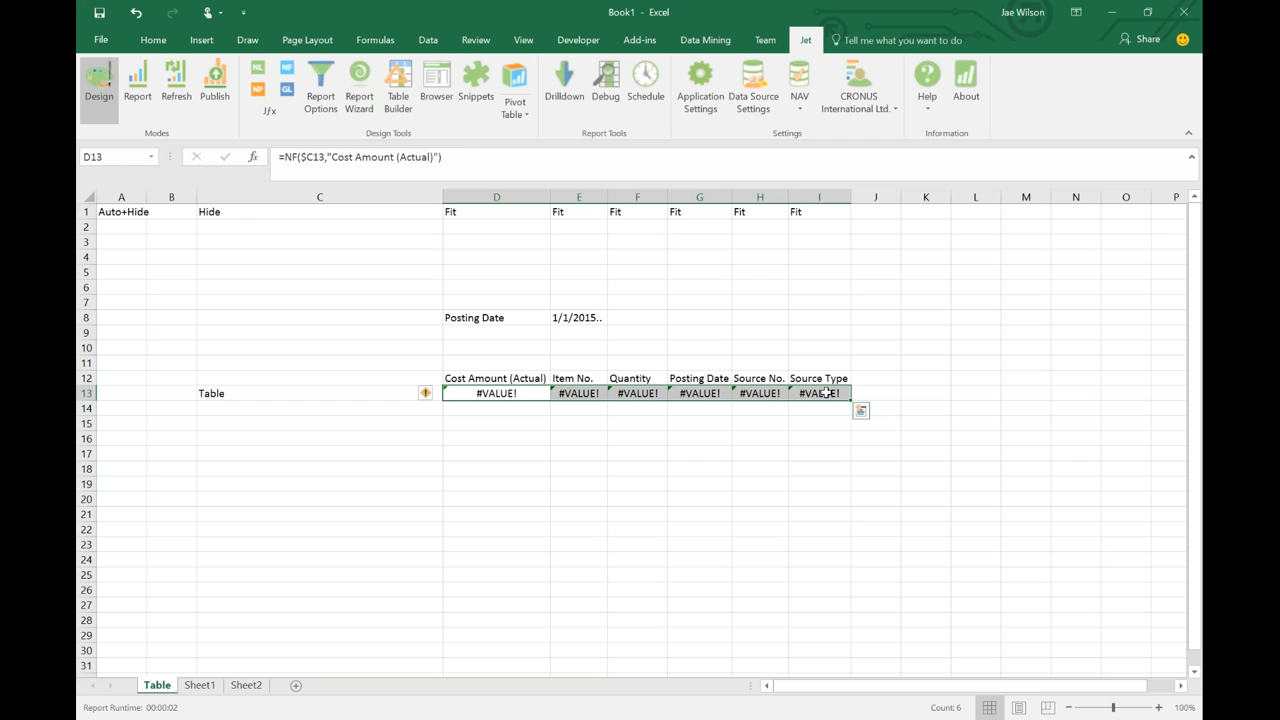 Book1 - Excel
Jae Wilson
File Home Insert Draw Page Layout Formulas Data Review View Developer Add-ins Data Mining Team Jet Tell me what you want to do Share
NL NF
NP GL
Jfx
Design Report Refresh Publish Report Options Report Wizard Table Builder Browser Snippets Pivot Table Drilldown Debug Schedule Application Settings Data Source Settings NAV CRONUS International Ltd. Help About
Modes Design Tools Report Tools Settings Information
D13 fx =NF($C13,"Cost Amount (Actual)")
A B C D E F G H I J K L M N O P
1 Auto+Hide Hide Fit Fit Fit Fit Fit Fit
2
3
4
5
6
7
8 Posting Date 1/1/2015..
9
10
11
12 Cost Amount (Actual) Item No. Quantity Posting Date Source No. Source Type
13 Table #VALUE! #VALUE! #VALUE! #VALUE! #VALUE! #VALUE!
14
15
16
17
18
19
20
21
22
23
24
25
26
27
28
29
30
31
Table Sheet1 Sheet2
Report Runtime: 00:00:02 Count: 6 100%